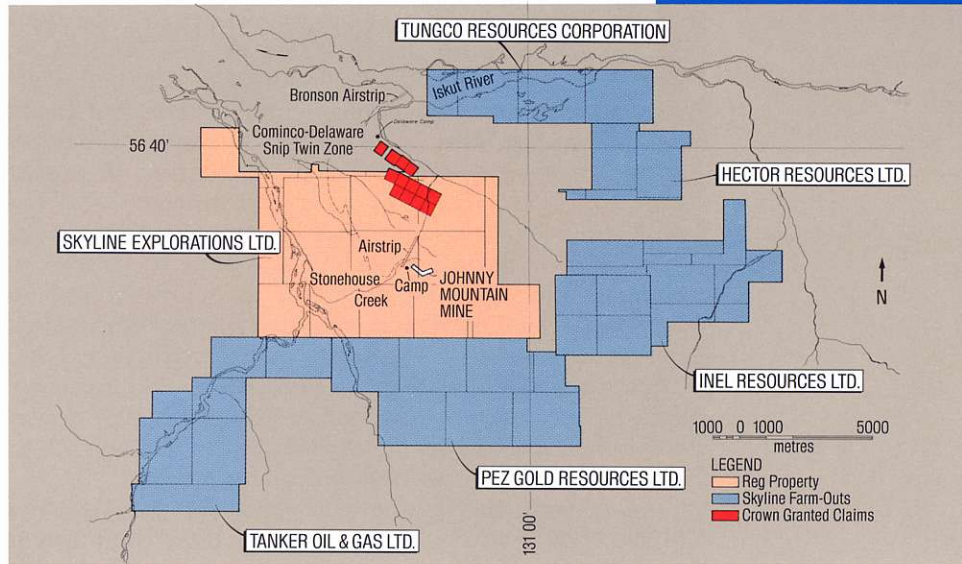 TUNGCO RESOURCES CORPORATION
Iskut River
Bronson Airstrip
Delaware Camp
Cominco-Delaware
Snip Twin Zone
56 40'
HECTOR RESOURCES LTD.
SKYLINE EXPLORATIONS LTD.
Airstrip
Stonehouse
Creek
Camp
JOHNNY
MOUNTAIN
MINE
N
INEL RESOURCES LTD.
1000 0 1000 5000
metres
LEGEND
Reg Property
Skyline Farm-Outs
Crown Granted Claims
PEZ GOLD RESOURCES LTD.
131 00'
TANKER OIL & GAS LTD.